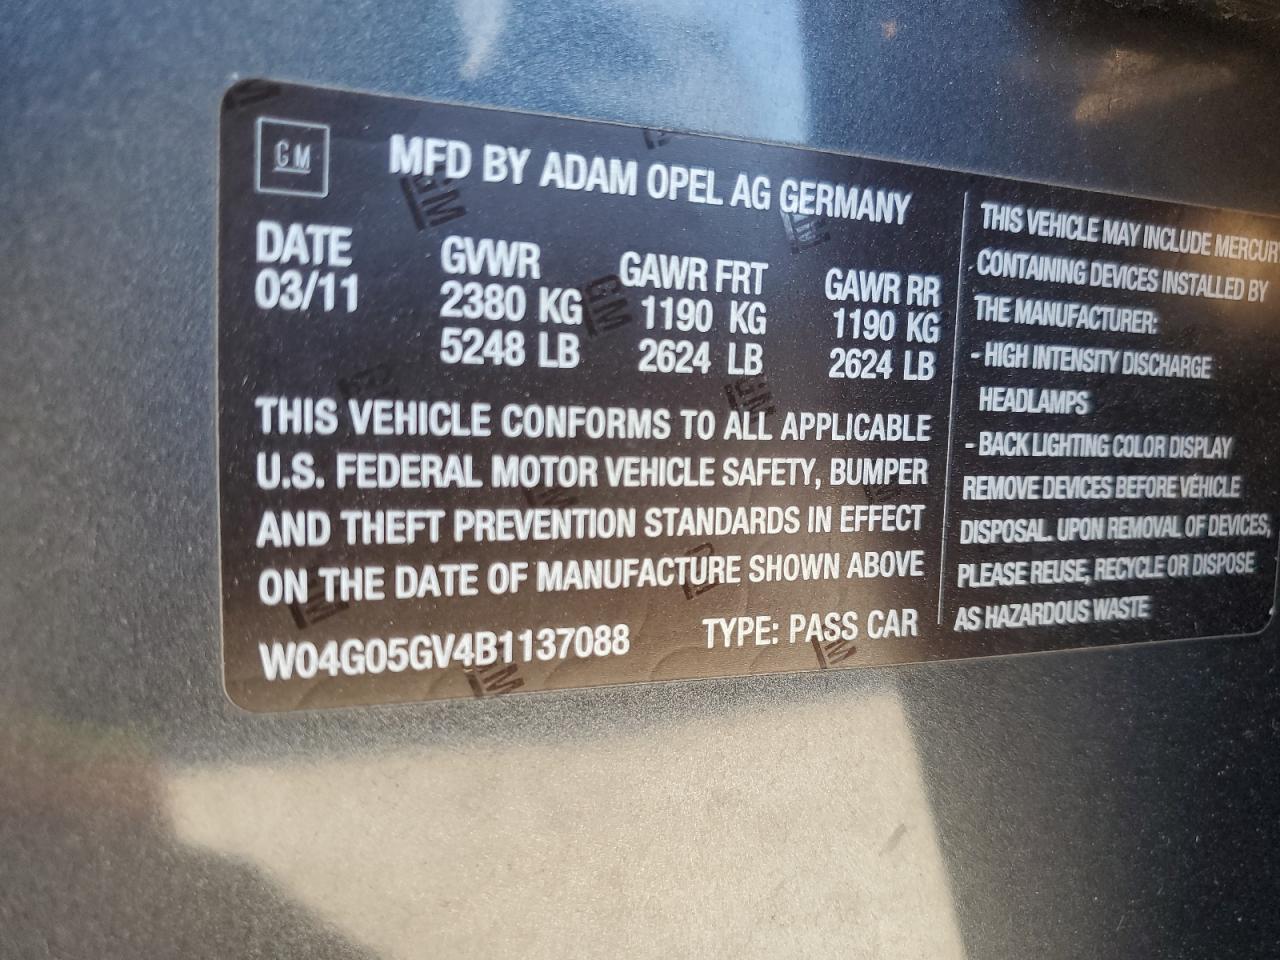 GM
MFD BY ADAM OPEL AG GERMANY
DATE
03/11
GVWR
2380 KG
5248 LB
GAWR FRT
1190 KG
2624 LB
GAWR RR
1190 KG
2624 LB
THIS VEHICLE CONFORMS TO ALL APPLICABLE
U.S. FEDERAL MOTOR VEHICLE SAFETY, BUMPER
AND THEFT PREVENTION STANDARDS IN EFFECT
ON THE DATE OF MANUFACTURE SHOWN ABOVE
W04G05GV4B1137088 TYPE: PASS CAR
THIS VEHICLE MAY INCLUDE MERCUR
CONTAINING DEVICES INSTALLED BY
THE MANUFACTURER:
- HIGH INTENSITY DISCHARGE
HEADLAMPS
- BACK LIGHTING COLOR DISPLAY
REMOVE DEVICES BEFORE VEHICLE
DISPOSAL. UPON REMOVAL OF DEVICES,
PLEASE REUSE, RECYCLE OR DISPOSE
AS HAZARDOUS WASTE